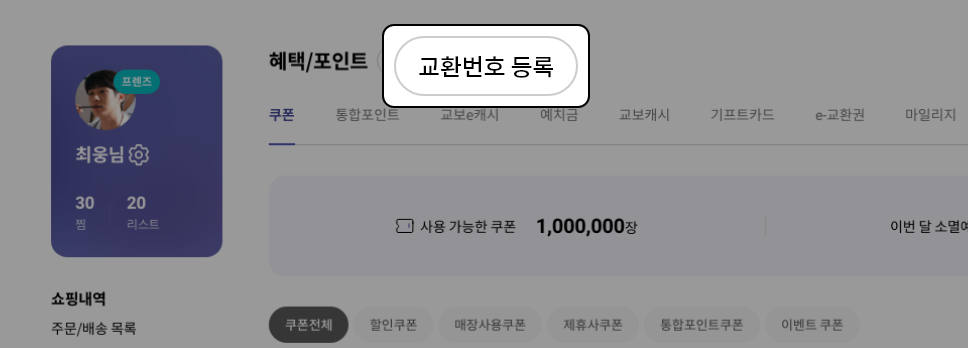 프렌즈
최웅님
30 20
찜 리스트
쇼핑내역
주문/배송 목록
혜택/포인트
교환번호 등록
쿠폰 통합포인트 교보e캐시 예치금 교보캐시 기프트카드 e-교환권 마일리지
사용 가능한 쿠폰 1,000,000장 이번 달 소멸예
쿠폰전체 할인쿠폰 매장사용쿠폰 제휴사쿠폰 통합포인트쿠폰 이벤트 쿠폰